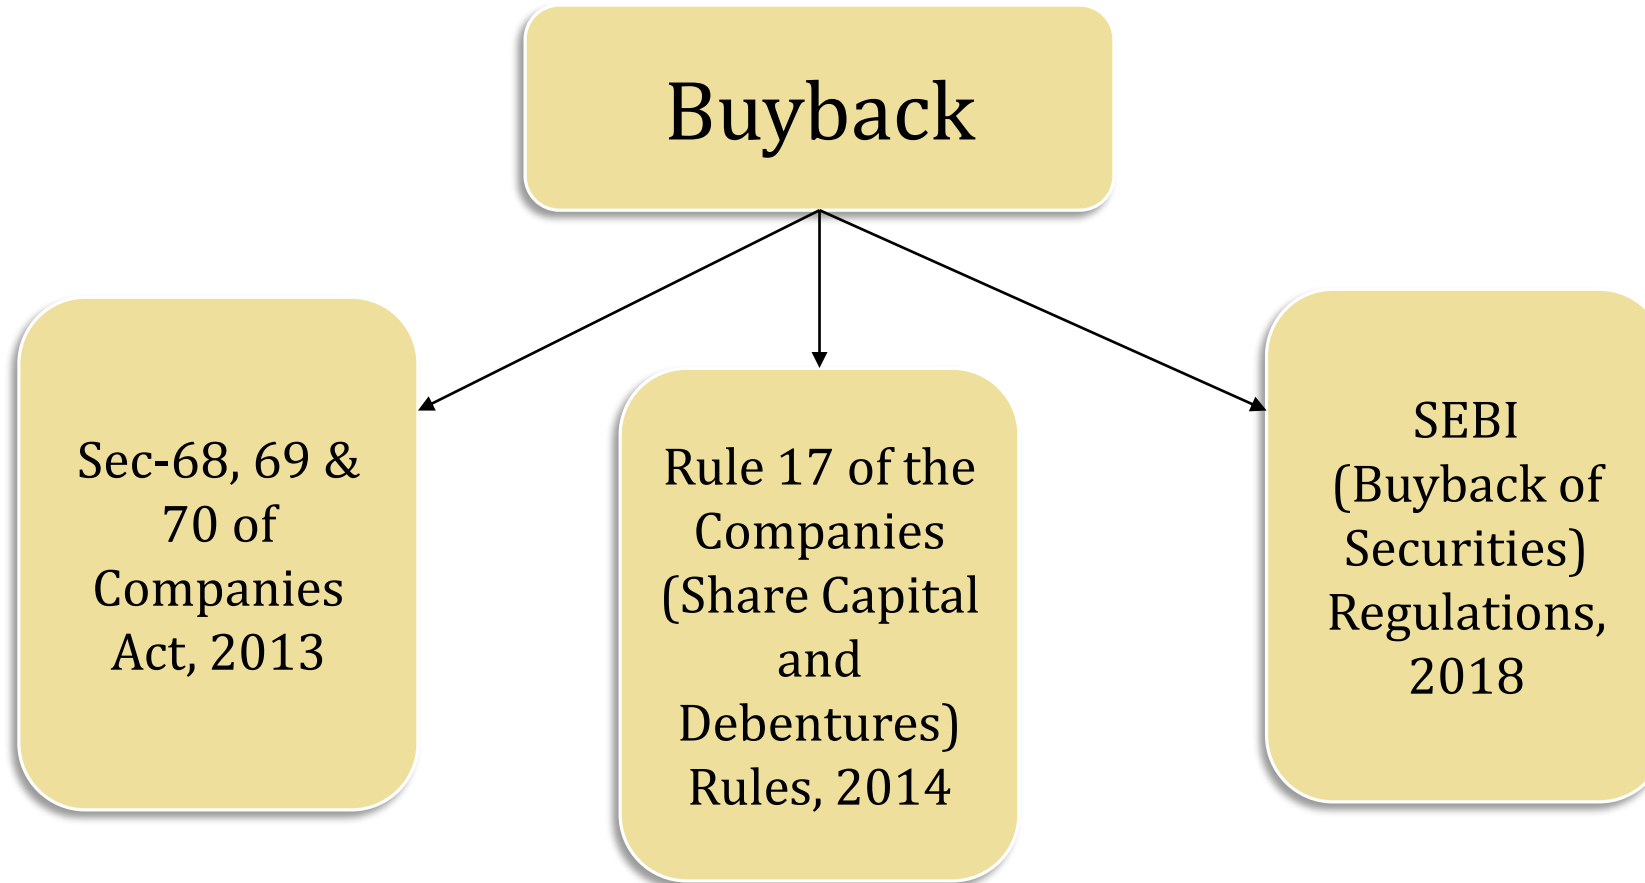 Buyback
Sec-68, 69 &
70 of
Companies
Act, 2013
Rule 17 of the
Companies
(Share Capital
and
Debentures)
Rules, 2014
SEBI
(Buyback of
Securities)
Regulations,
2018